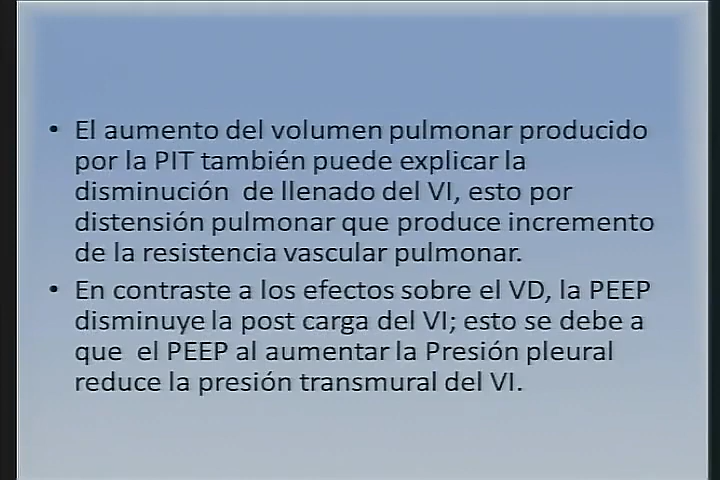 • El aumento del volumen pulmonar producido
por la PIT también puede explicar la
disminución de llenado del VI, esto por
distensión pulmonar que produce incremento
de la resistencia vascular pulmonar.
• En contraste a los efectos sobre el VD, la PEEP
disminuye la post carga del VI; esto se debe a
que el PEEP al aumentar la Presión pleural
reduce la presión transmural del VI.